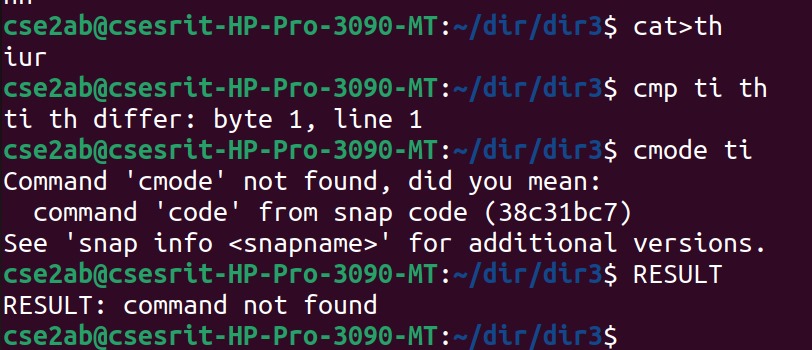 cse2ab@csesrit-HP-Pro-3090-MT:~/dir/dir3$ cat>th
iur
cse2ab@csesrit-HP-Pro-3090-MT:~/dir/dir3$ cmp ti th
ti th differ: byte 1, line 1
cse2ab@csesrit-HP-Pro-3090-MT:~/dir/dir3$ cmode ti
Command 'cmode' not found, did you mean:
  command 'code' from snap code (38c31bc7)
See 'snap info <snapname>' for additional versions.
cse2ab@csesrit-HP-Pro-3090-MT:~/dir/dir3$ RESULT
RESULT: command not found
cse2ab@csesrit-HP-Pro-3090-MT:~/dir/dir3$